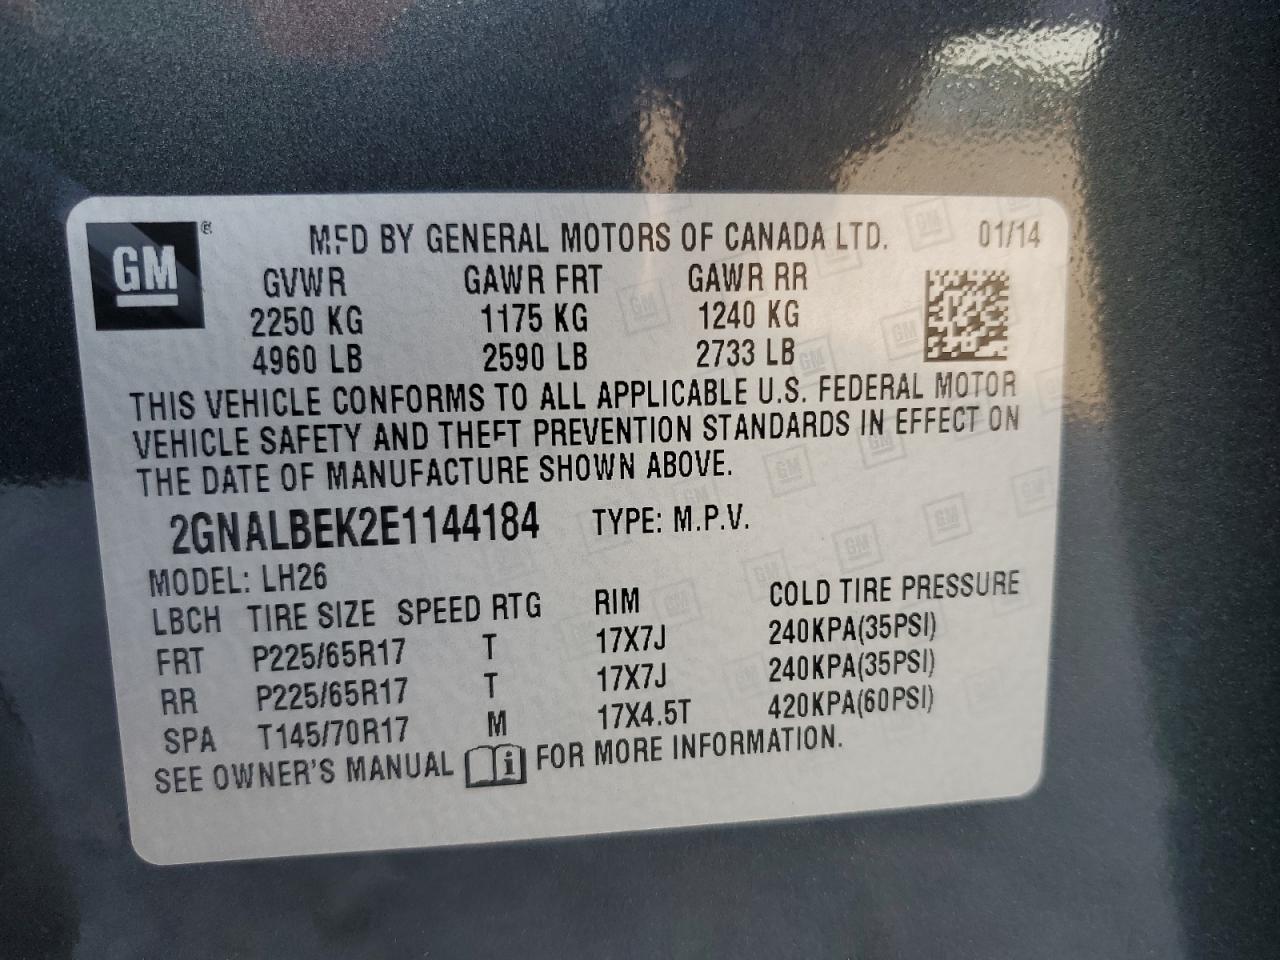 GM ® MFD BY GENERAL MOTORS OF CANADA LTD. 01/14
GVWR GAWR FRT GAWR RR
2250 KG 1175 KG 1240 KG
4960 LB 2590 LB 2733 LB
THIS VEHICLE CONFORMS TO ALL APPLICABLE U.S. FEDERAL MOTOR
VEHICLE SAFETY AND THEFT PREVENTION STANDARDS IN EFFECT ON
THE DATE OF MANUFACTURE SHOWN ABOVE.
2GNALBEK2E1144184 TYPE: M.P.V.
MODEL: LH26
LBCH TIRE SIZE SPEED RTG RIM COLD TIRE PRESSURE
FRT P225/65R17 T 17X7J 240KPA(35PSI)
RR P225/65R17 T 17X7J 240KPA(35PSI)
SPA T145/70R17 M 17X4.5T 420KPA(60PSI)
SEE OWNER'S MANUAL i FOR MORE INFORMATION.